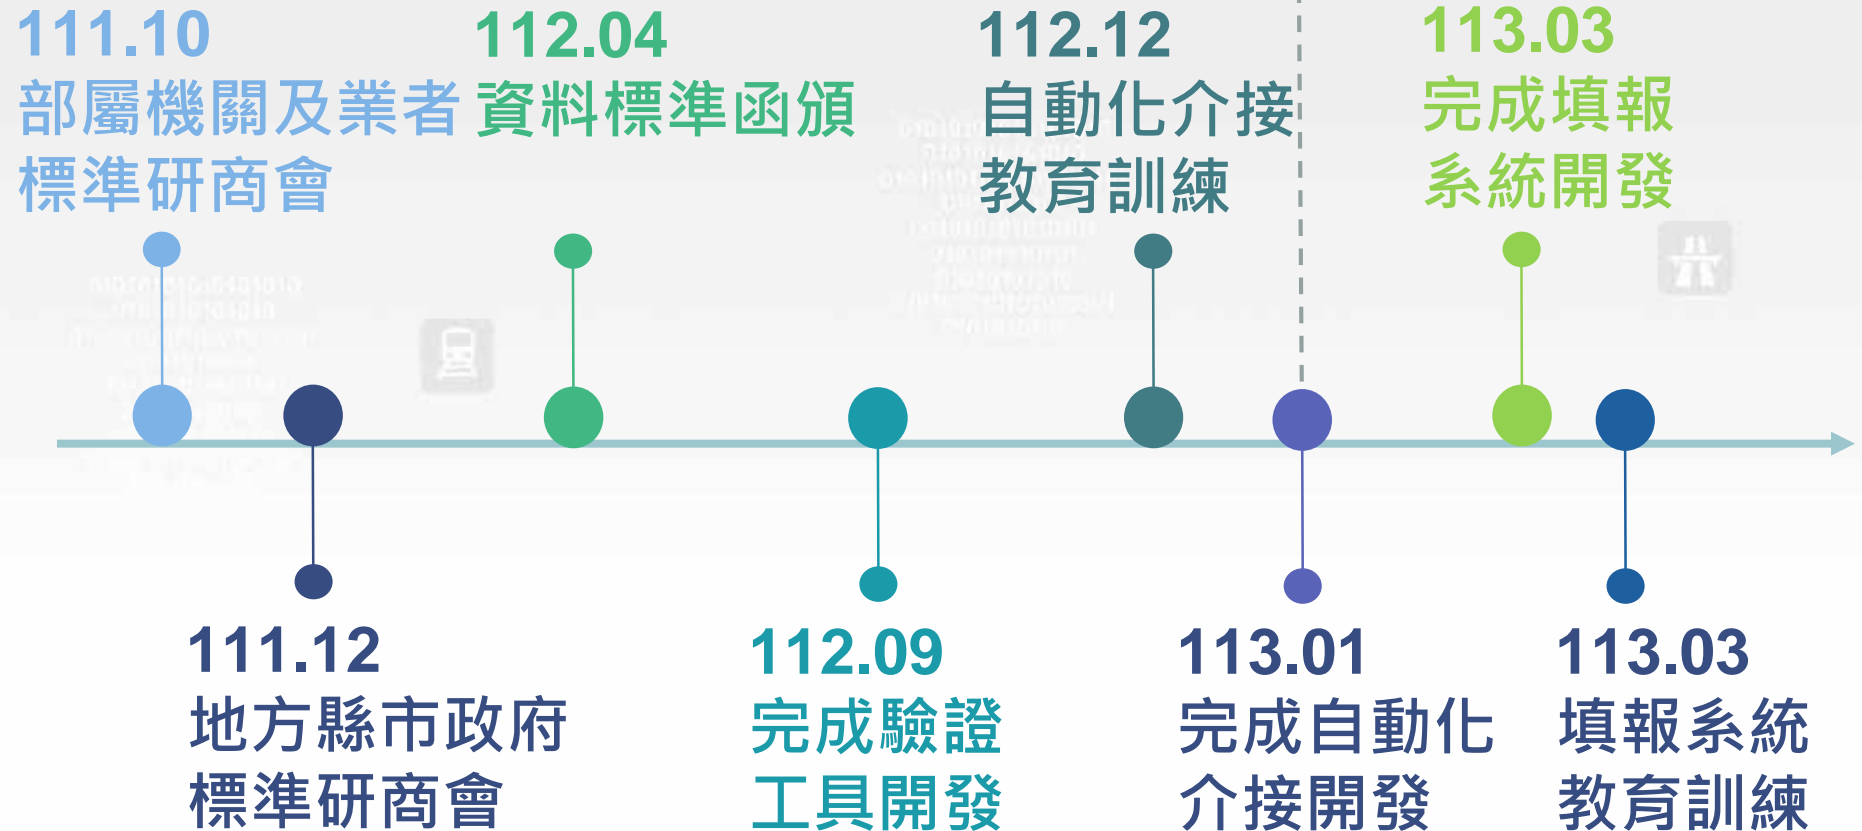 111.10
部屬機關及業者
標準研商會
112.04
資料標準函頒
112.12
自動化介接
教育訓練
113.03
完成填報
系統開發
111.12
地方縣市政府
標準研商會
112.09
完成驗證
工具開發
113.01
完成自動化
介接開發
113.03
填報系統
教育訓練